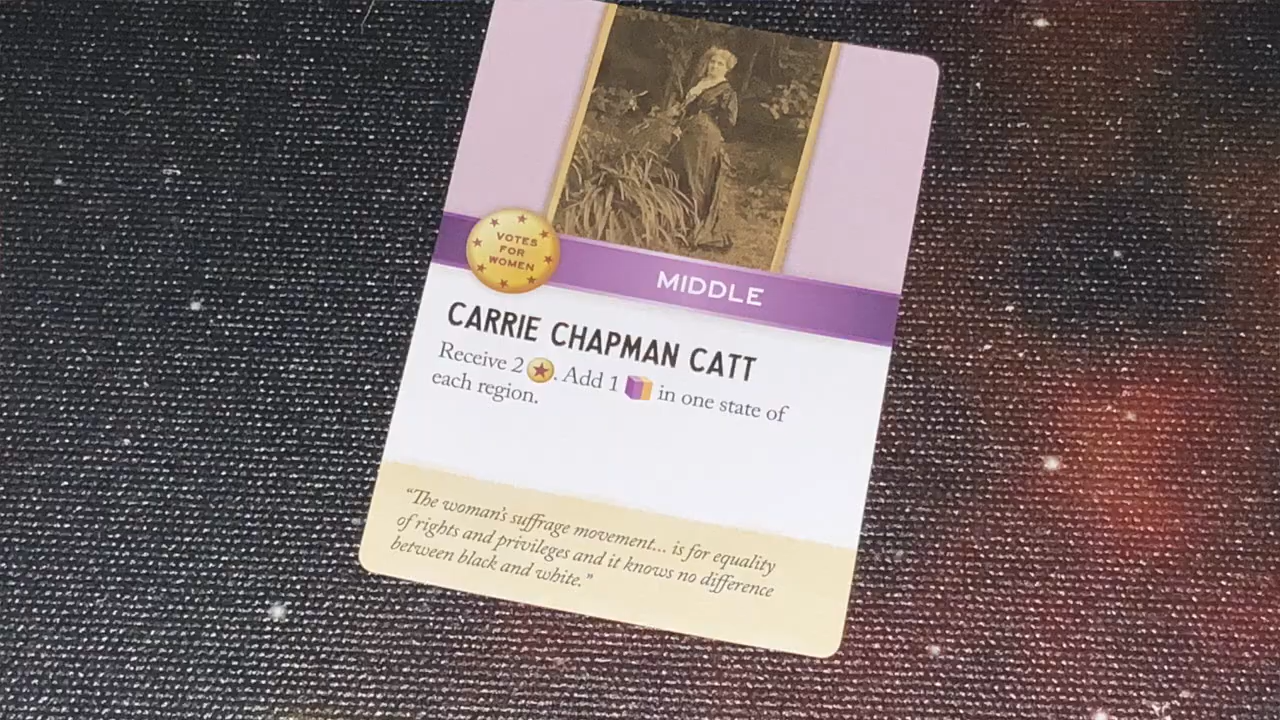 VOTES
FOR
WOMEN
MIDDLE
CARRIE CHAPMAN CATT
Receive 2 . Add 1 in one state of
each region.
“The woman’s suffrage movement... is for equality
of rights and privileges and it knows no difference
between black and white.”